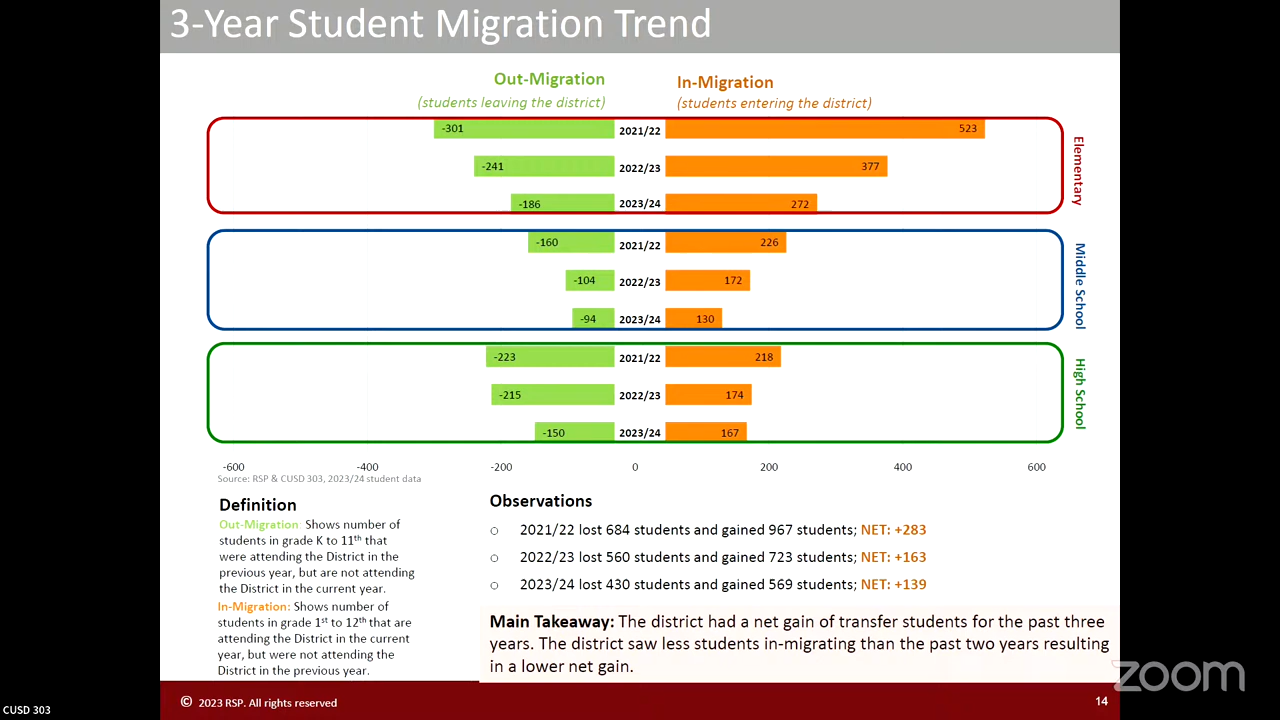 3-Year Student Migration Trend
Out-Migration
(students leaving the district)
In-Migration
(students entering the district)
-301 2021/22 523
-241 2022/23 377
-186 2023/24 272
Elementary
-160 2021/22 226
-104 2022/23 172
-94 2023/24 130
Middle School
-223 2021/22 218
-215 2022/23 174
-150 2023/24 167
High School
-600 -400 -200 0 200 400 600
Source: RSP & CUSD 303, 2023/24 student data
Definition
Out-Migration: Shows number of
students in grade K to 11th that
were attending the District in the
previous year, but are not attending
the District in the current year.
In-Migration: Shows number of
students in grade 1st to 12th that are
attending the District in the current
year, but were not attending the
District in the previous year.
Observations
○ 2021/22 lost 684 students and gained 967 students; NET: +283
○ 2022/23 lost 560 students and gained 723 students; NET: +163
○ 2023/24 lost 430 students and gained 569 students; NET: +139
Main Takeaway: The district had a net gain of transfer students for the past three
years. The district saw less students in-migrating than the past two years resulting
in a lower net gain.
zoom
© 2023 RSP. All rights reserved
14
CUSD 303